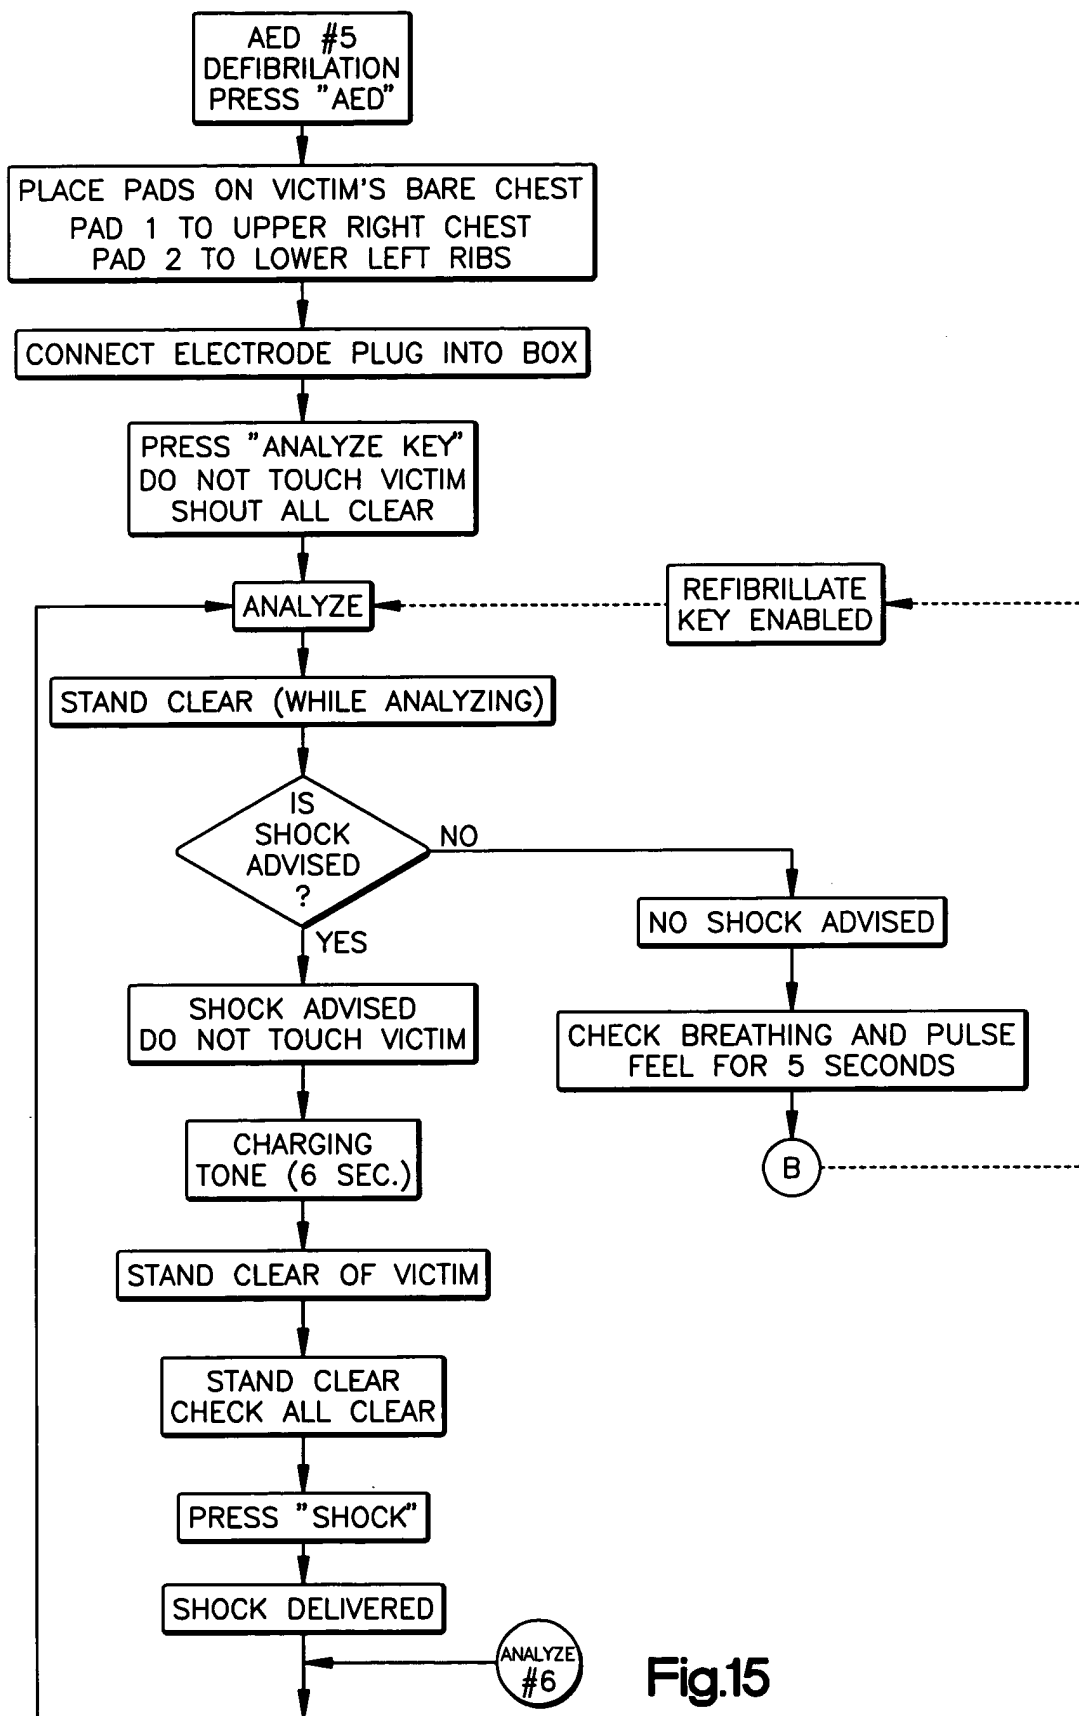 AED #5
DEFIBRILATION
PRESS "AED"
PLACE PADS ON VICTIM'S BARE CHEST
PAD 1 TO UPPER RIGHT CHEST
PAD 2 TO LOWER LEFT RIBS
CONNECT ELECTRODE PLUG INTO BOX
PRESS "ANALYZE KEY"
DO NOT TOUCH VICTIM
SHOUT ALL CLEAR
ANALYZE
REFIBRILLATE
KEY ENABLED
STAND CLEAR (WHILE ANALYZING)
IS
SHOCK
ADVISED
?
NO
YES
NO SHOCK ADVISED
CHECK BREATHING AND PULSE
FEEL FOR 5 SECONDS
B
SHOCK ADVISED
DO NOT TOUCH VICTIM
CHARGING
TONE (6 SEC.)
STAND CLEAR OF VICTIM
STAND CLEAR
CHECK ALL CLEAR
PRESS "SHOCK"
SHOCK DELIVERED
ANALYZE
#6
Fig.15